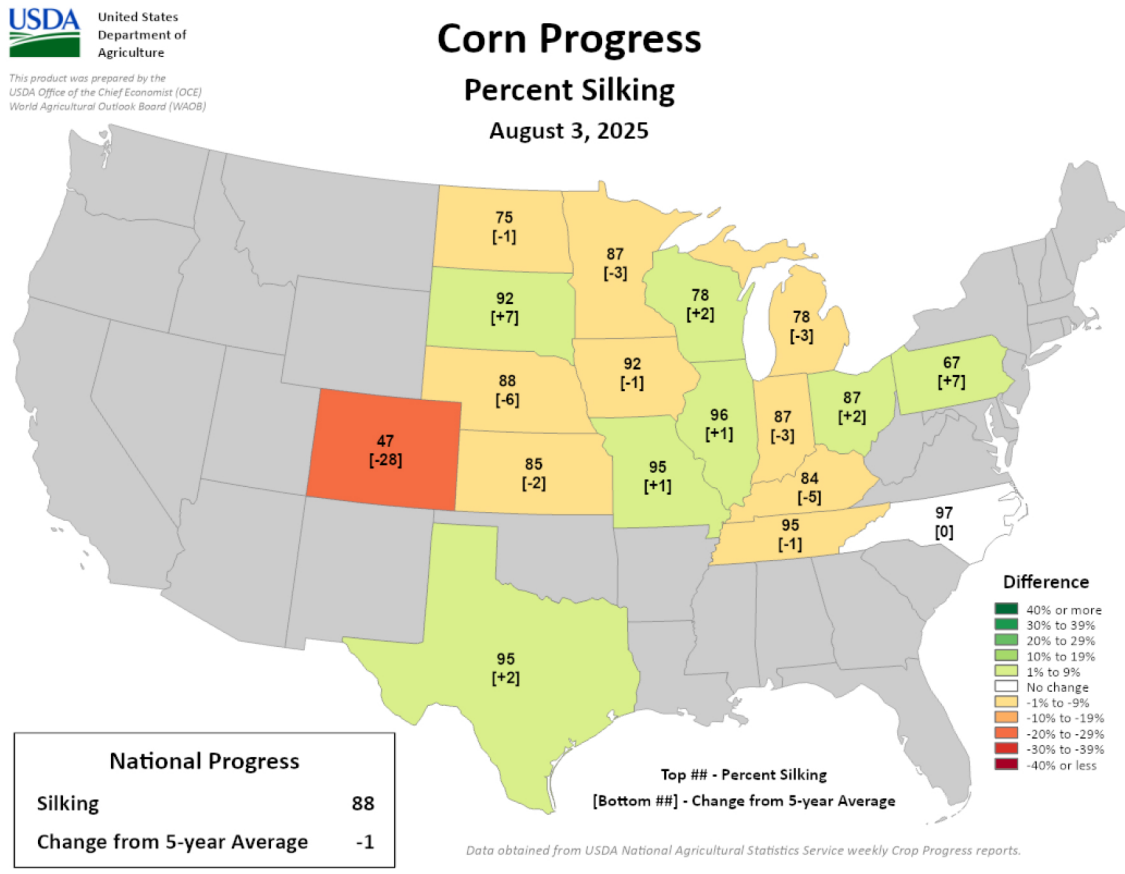 USDA
United States
Department of
Agriculture
This product was prepared by the
USDA Office of the Chief Economist (OCE)
World Agricultural Outlook Board (WAOB)
Corn Progress
Percent Silking
August 3, 2025
75
[-1]
87
[-3]
92
[+7]
78
[+2]
78
[-3]
88
[-6]
92
[-1]
67
[+7]
96
[+1]
87
[-3]
87
[+2]
47
[-28]
85
[-2]
95
[+1]
84
[-5]
95
[-1]
97
[0]
95
[+2]
Difference
40% or more
30% to 39%
20% to 29%
10% to 19%
1% to 9%
No change
-1% to -9%
-10% to -19%
-20% to -29%
-30% to -39%
-40% or less
National Progress
Silking 88
Change from 5-year Average -1
Top ## - Percent Silking
[Bottom ##] - Change from 5-year Average
Data obtained from USDA National Agricultural Statistics Service weekly Crop Progress reports.